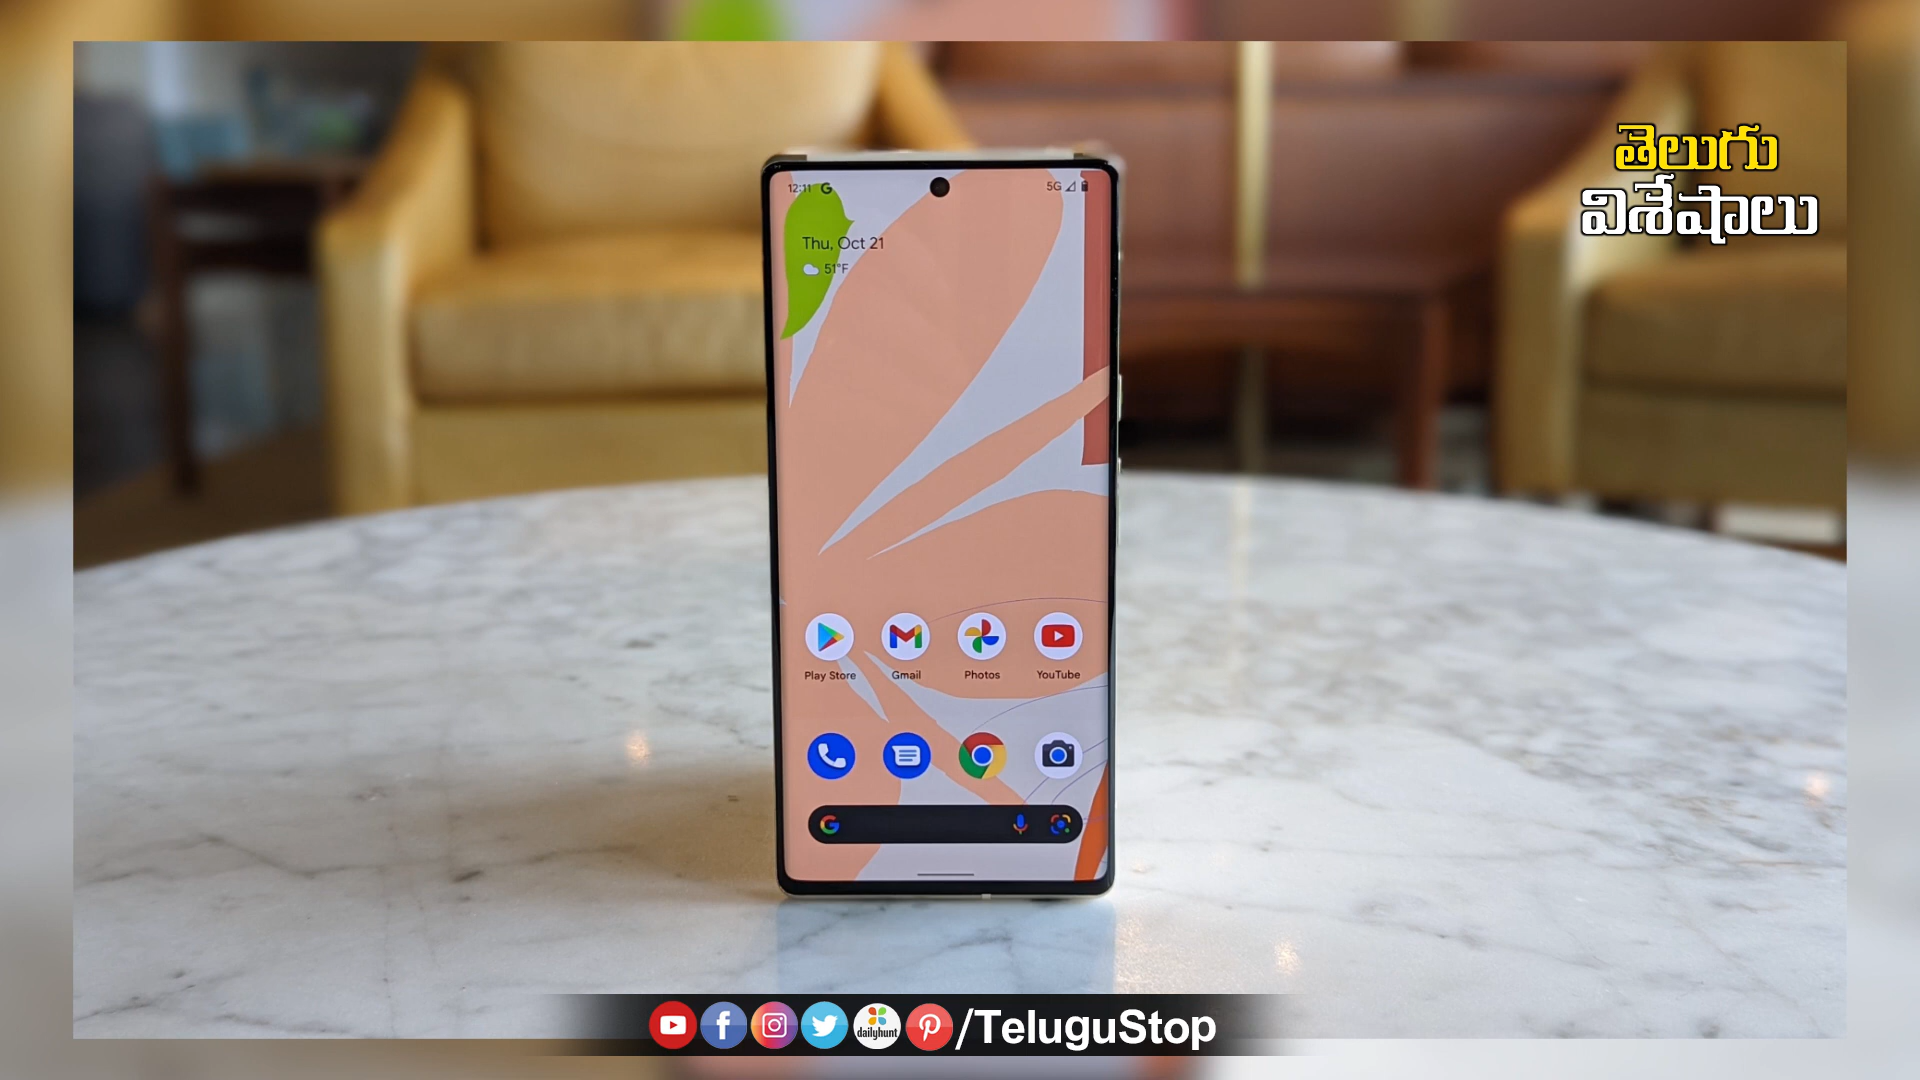 తెలుగు
విశేషాలు
12:11
5G
Thu, Oct 21
51°F
Play Store
Gmail
Photos
YouTube
dailyhunt
/TeluguStop